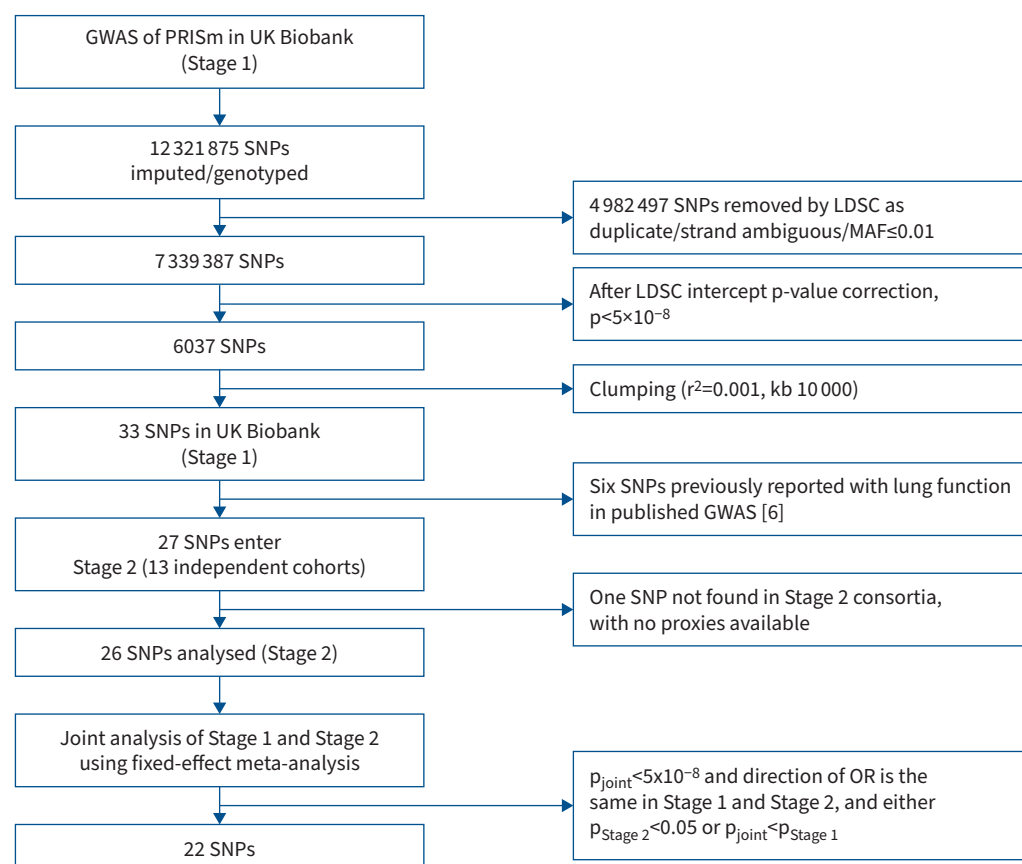 GWAS of PRISm in UK Biobank
(Stage 1)
12 321 875 SNPs
imputed/genotyped
4 982 497 SNPs removed by LDSC as
duplicate/strand ambiguous/MAF≤0.01
7 339 387 SNPs
After LDSC intercept p-value correction,
p<5×10⁻⁸
6037 SNPs
Clumping (r²=0.001, kb 10 000)
33 SNPs in UK Biobank
(Stage 1)
Six SNPs previously reported with lung function
in published GWAS [6]
27 SNPs enter
Stage 2 (13 independent cohorts)
One SNP not found in Stage 2 consortia,
with no proxies available
26 SNPs analysed (Stage 2)
Joint analysis of Stage 1 and Stage 2
using fixed-effect meta-analysis
p_joint<5x10⁻⁸ and direction of OR is the
same in Stage 1 and Stage 2, and either
p_Stage 2<0.05 or p_joint<p_Stage 1
22 SNPs